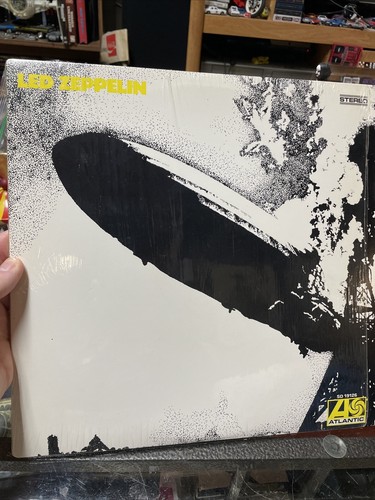 LED ZEPPELIN
STEREO
SD 19126
ATLANTIC